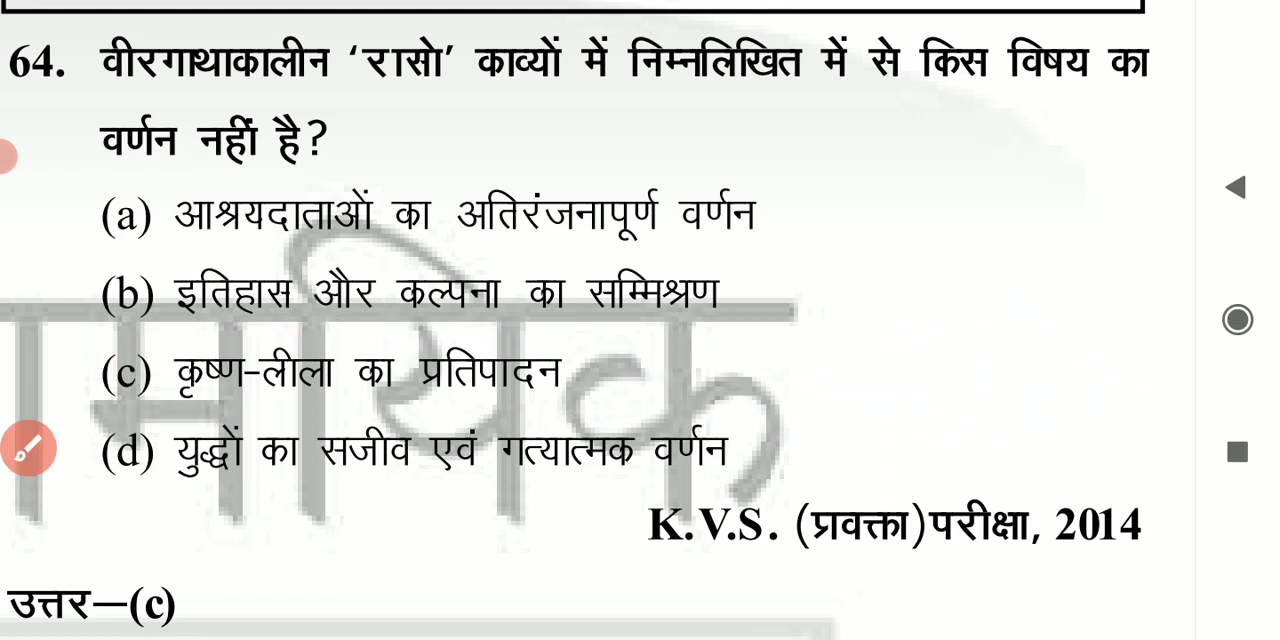 64. वीरगाथाकालीन ‘रासो’ काव्यों में निम्नलिखित में से किस विषय का
वर्णन नहीं है?
(a) आश्रयदाताओं का अतिरंजनापूर्ण वर्णन
(b) इतिहास और कल्पना का सम्मिश्रण
(c) कृष्ण-लीला का प्रतिपादन
(d) युद्धों का सजीव एवं गत्यात्मक वर्णन
K.V.S. (प्रवक्ता) परीक्षा, 2014
उत्तर—(c)